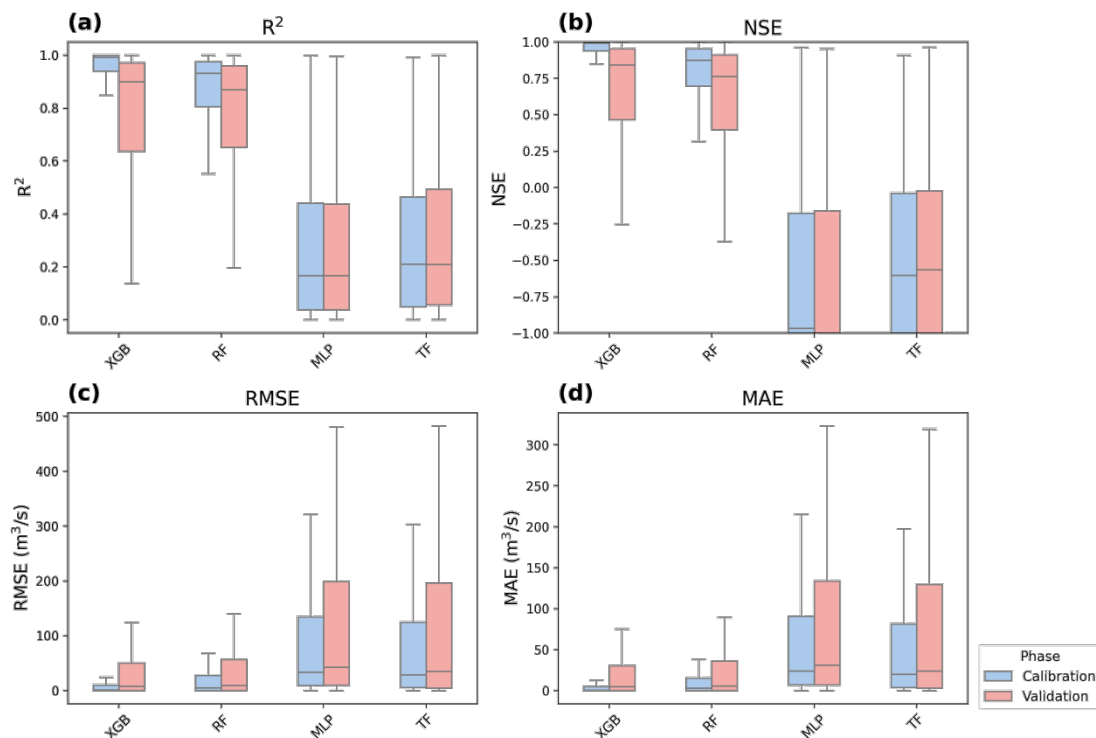 (a)
R²
R²
1.0
0.8
0.6
0.4
0.2
0.0
XGB
RF
MLP
TF
(b)
NSE
NSE
1.00
0.75
0.50
0.25
0.00
−0.25
−0.50
−0.75
−1.00
XGB
RF
MLP
TF
(c)
RMSE
RMSE (m³/s)
500
400
300
200
100
0
XGB
RF
MLP
TF
(d)
MAE
MAE (m³/s)
300
250
200
150
100
50
0
XGB
RF
MLP
TF
Phase
Calibration
Validation